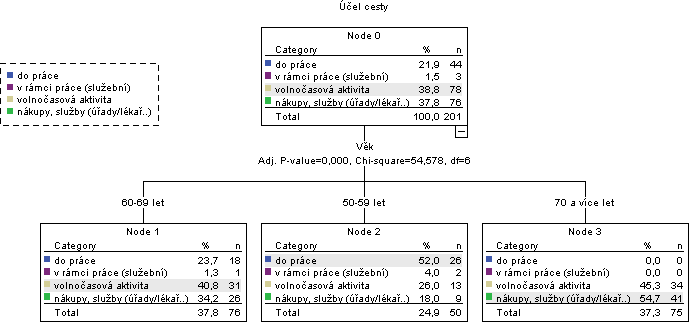 Účel cesty
do práce
v rámci práce (služební)
volnočasová aktivita
nákupy, služby (úřady/lékař..)
Node 0
Category % n
do práce 21,9 44
v rámci práce (služební) 1,5 3
volnočasová aktivita 38,8 78
nákupy, služby (úřady/lékař..) 37,8 76
Total 100,0 201
Věk
Adj. P-value=0,000, Chi-square=54,578, df=6
60-69 let
50-59 let
70 a více let
Node 1
Category % n
do práce 23,7 18
v rámci práce (služební) 1,3 1
volnočasová aktivita 40,8 31
nákupy, služby (úřady/lékař..) 34,2 26
Total 37,8 76
Node 2
Category % n
do práce 52,0 26
v rámci práce (služební) 4,0 2
volnočasová aktivita 26,0 13
nákupy, služby (úřady/lékař..) 18,0 9
Total 24,9 50
Node 3
Category % n
do práce 0,0 0
v rámci práce (služební) 0,0 0
volnočasová aktivita 45,3 34
nákupy, služby (úřady/lékař..) 54,7 41
Total 37,3 75